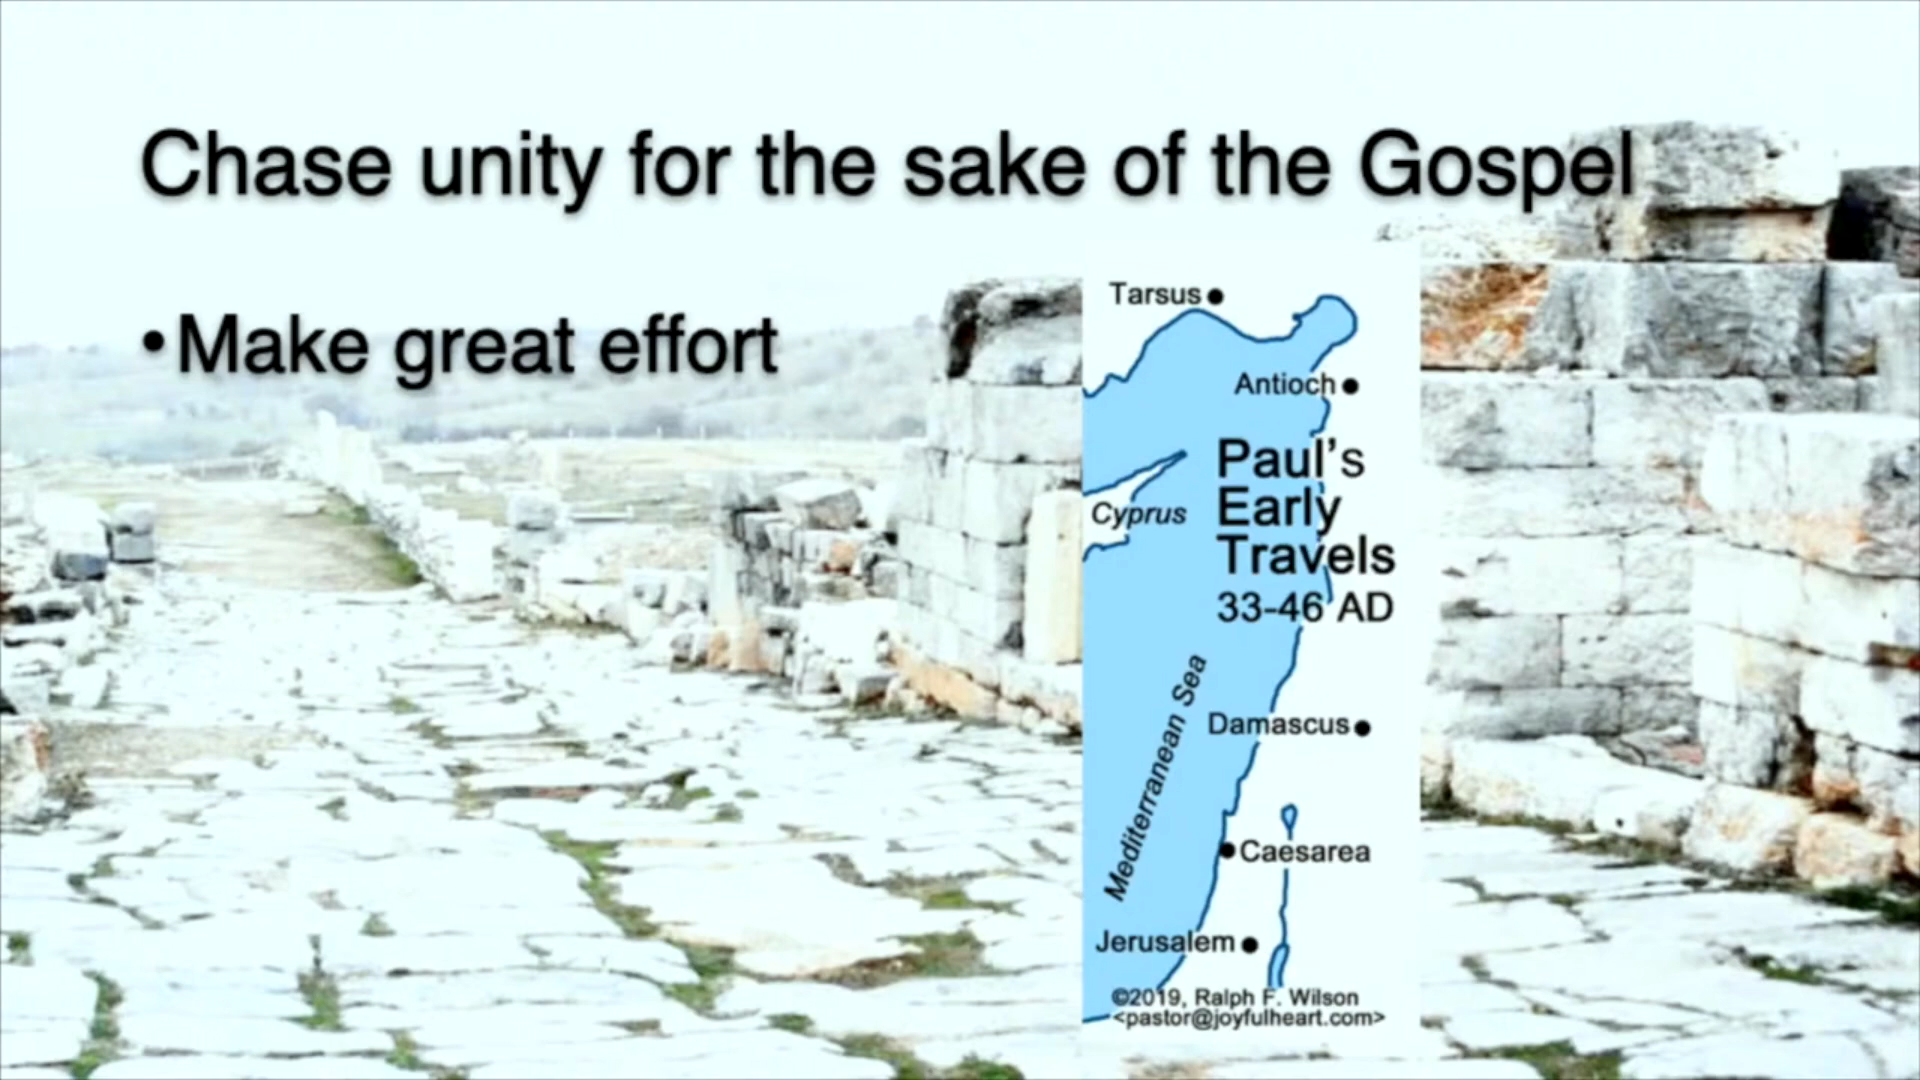 Chase unity for the sake of the Gospel
•Make great effort
Tarsus
Antioch
Paul's
Early
Travels
33-46 AD
Cyprus
Mediterranean Sea
Damascus
Caesarea
Jerusalem
©2019, Ralph F. Wilson
<pastor@joyfulheart.com>